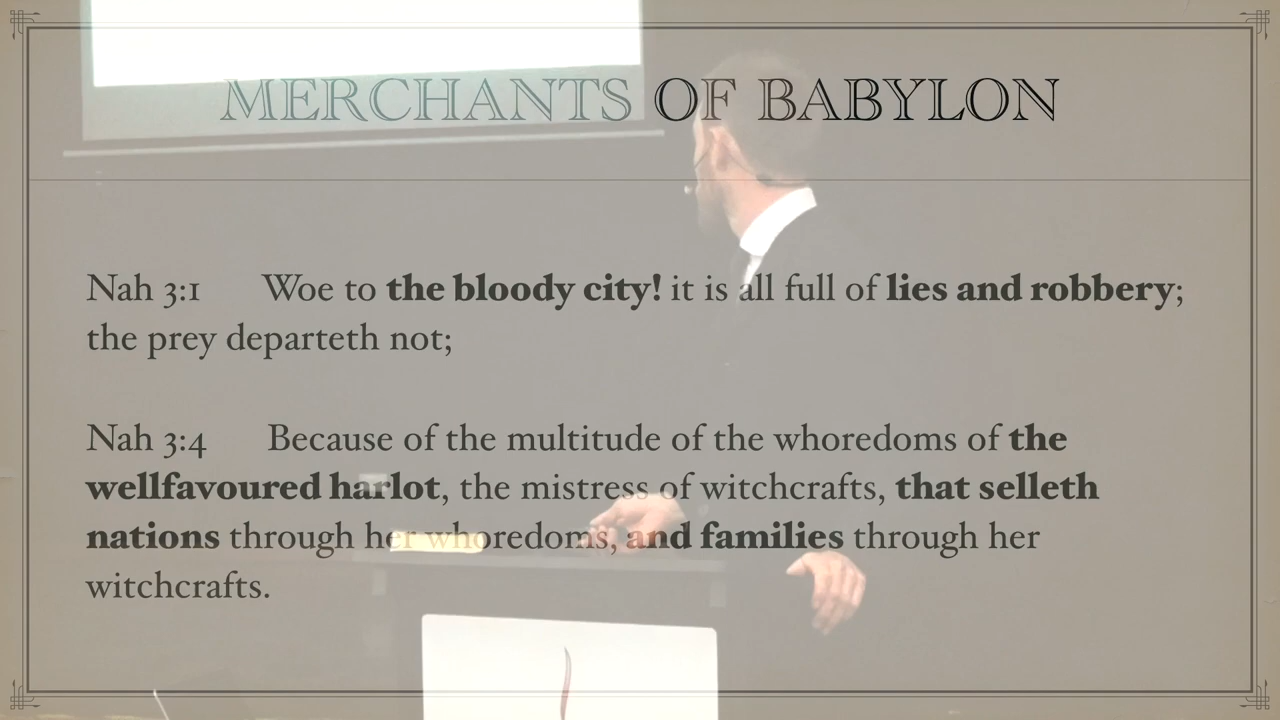 MERCHANTS OF BABYLON
Nah 3:1 Woe to the bloody city! it is all full of lies and robbery;
the prey departeth not;
Nah 3:4 Because of the multitude of the whoredoms of the
wellfavoured harlot, the mistress of witchcrafts, that selleth
nations through her whoredoms, and families through her
witchcrafts.